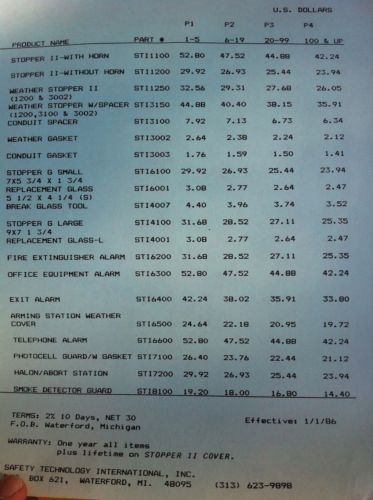 U.S. DOLLARS
P1 P2 P3 P4
PRODUCT NAME PART # 1-5 6-19 20-99 100 & UP
STOPPER II-WITH HORN STI1100 52.80 47.52 44.88 42.24
STOPPER II-WITHOUT HORN STI1200 29.92 26.93 25.44 23.94
WEATHER STOPPER II STI1250 32.56 29.31 27.68 26.05
(1200 & 3002)
WEATHER STOPPER W/SPACER STI3150 44.88 40.40 38.15 35.91
(1200,3100 & 3002)
CONDUIT SPACER STI3100 7.92 7.13 6.73 6.34
WEATHER GASKET STI3002 2.64 2.38 2.24 2.12
CONDUIT GASKET STI3003 1.76 1.59 1.50 1.41
STOPPER G SMALL STI6100 29.92 26.93 25.44 23.94
7X5 3/4 X 1 3/4
REPLACEMENT GLASS STI6001 3.08 2.77 2.64 2.47
5 1/2 X 4 1/4 (S)
BREAK GLASS TOOL STI4007 4.40 3.96 3.74 3.52
STOPPER G LARGE STI4100 31.68 28.52 27.11 25.35
9X7 1 3/4
REPLACEMENT GLASS-L STI4001 3.08 2.77 2.64 2.47
FIRE EXTINGUISHER ALARM STI6200 31.68 28.52 27.11 25.35
OFFICE EQUIPMENT ALARM STI6300 52.80 47.52 44.88 42.24
EXIT ALARM STI6400 42.24 38.02 35.91 33.80
ARMING STATION WEATHER
COVER STI6500 24.64 22.18 20.95 19.72
TELEPHONE ALARM STI6600 52.80 47.52 44.88 42.24
PHOTOCELL GUARD/W GASKET STI7100 26.40 23.76 22.44 21.12
HALON/ABORT STATION STI7200 29.92 26.93 25.44 23.94
SMOKE DETECTOR GUARD STI8100 19.20 18.00 16.80 14.40
TERMS: 2% 10 Days, NET 30
F.O.B. Waterford, Michigan Effective: 1/1/86
WARRANTY: One year all items
plus lifetime on STOPPER II COVER.
SAFETY TECHNOLOGY INTERNATIONAL, INC.
BOX 621, WATERFORD, MI. 48095 (313) 623-9898